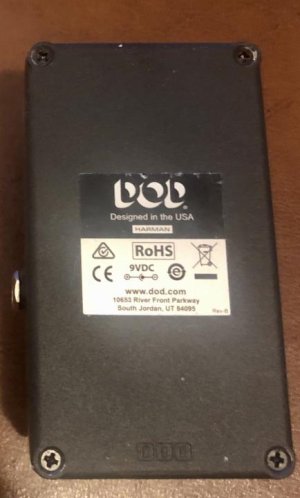 DOD®
Designed in the USA
HARMAN
RoHS
CE 9VDC e
www.dod.com
10653 River Front Parkway
South Jordan, UT 84095
Rev-B
DOD